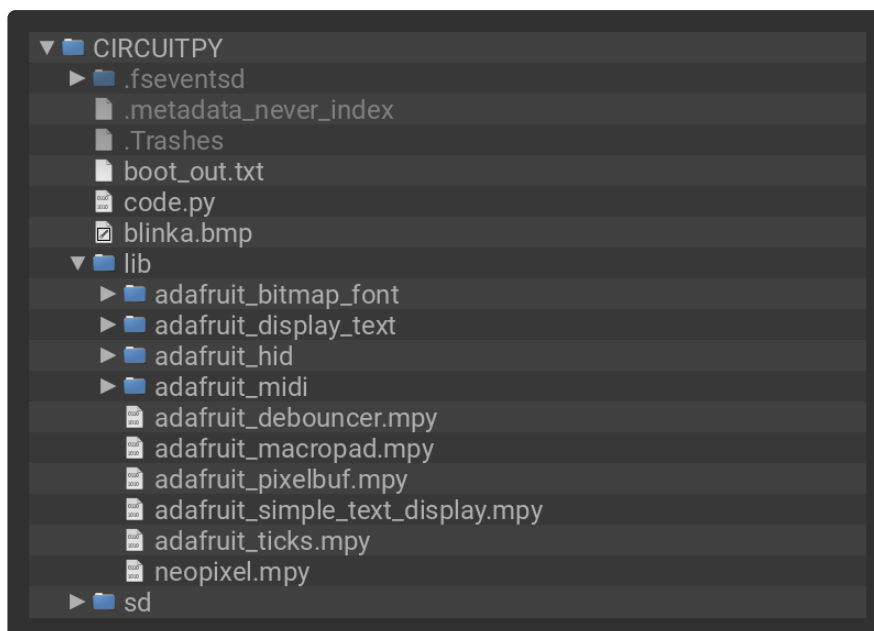 CIRCUITPY
.fseventsd
.metadata_never_index
.Trashes
boot_out.txt
code.py
blinka.bmp
lib
adafruit_bitmap_font
adafruit_display_text
adafruit_hid
adafruit_midi
adafruit_debouncer.mpy
adafruit_macropad.mpy
adafruit_pixelbuf.mpy
adafruit_simple_text_display.mpy
adafruit_ticks.mpy
neopixel.mpy
sd